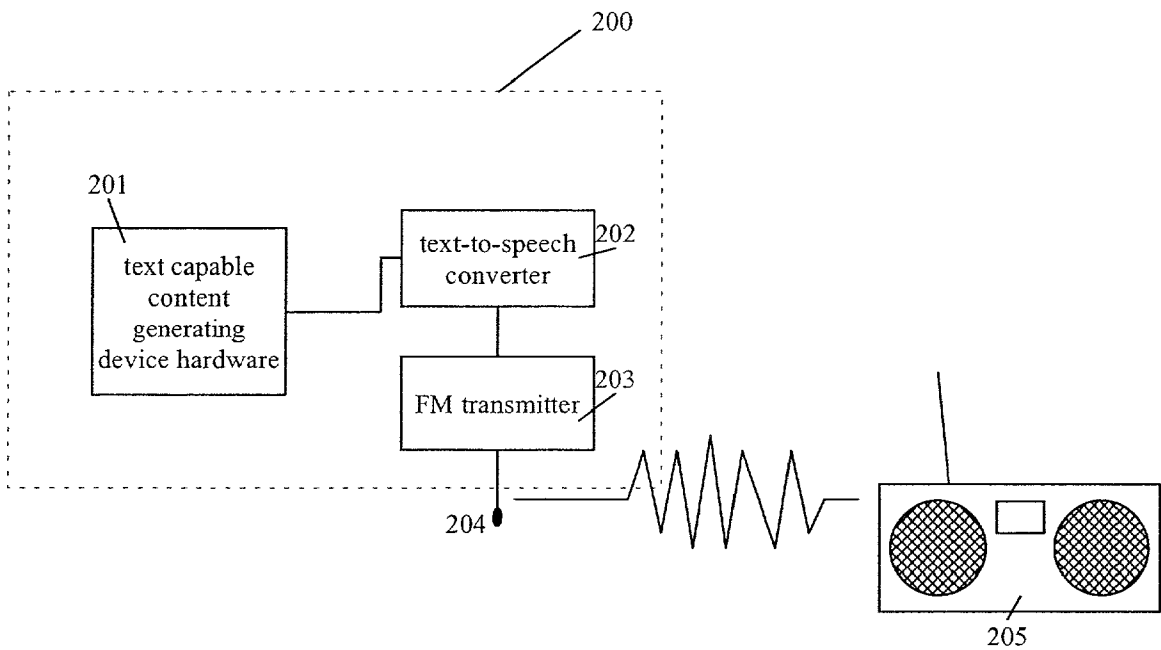 200
201
text capable
content
generating
device hardware
text-to-speech
converter
202
FM transmitter
203
204
205